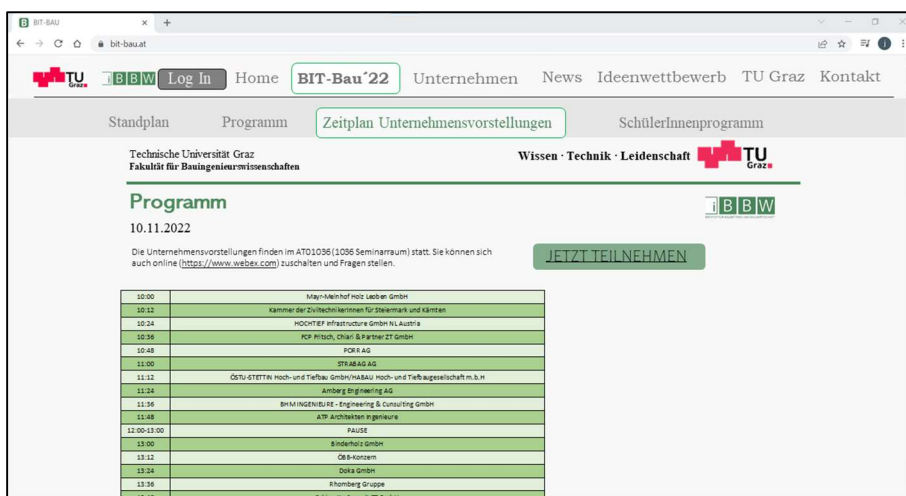 BIT-BAU
bit-bau.at
TU Graz
iBBW
Log In Home BIT-Bau´22 Unternehmen News Ideenwettbewerb TU Graz Kontakt
Standplan Programm Zeitplan Unternehmensvorstellungen SchülerInnenprogramm
Technische Universität Graz
Fakultät für Bauingenieurswissenschaften
Wissen · Technik · Leidenschaft TU Graz
Programm
iBBW
10.11.2022
Die Unternehmensvorstellungen finden im AT01036 (1036 Seminarraum) statt. Sie können sich
auch online (https://www.webex.com) zuschalten und Fragen stellen.
JETZT TEILNEHMEN
10:00 Mayr-Melnhof Holz Leoben GmbH
10:12 Kammer der ZiviltechnikerInnen für Steiermark und Kärnten
10:24 HOCHTIEF Infrastructure GmbH NL Austria
10:36 FCP Fritsch, Chiari & Partner ZT GmbH
10:48 PORR AG
11:00 STRABAG AG
11:12 ÖSTU-STETTIN Hoch- und Tiefbau GmbH/HABAU Hoch- und Tiefbaugesellschaft m.b.H
11:24 Amberg Engineering AG
11:36 BHM INGENIEURE - Engineering & Cunsulting GmbH
11:48 ATP Architekten Ingenieure
12:00-13:00 PAUSE
13:00 Binderholz GmbH
13:12 ÖBB-Konzern
13:24 Doka GmbH
13:36 Rhomberg Gruppe